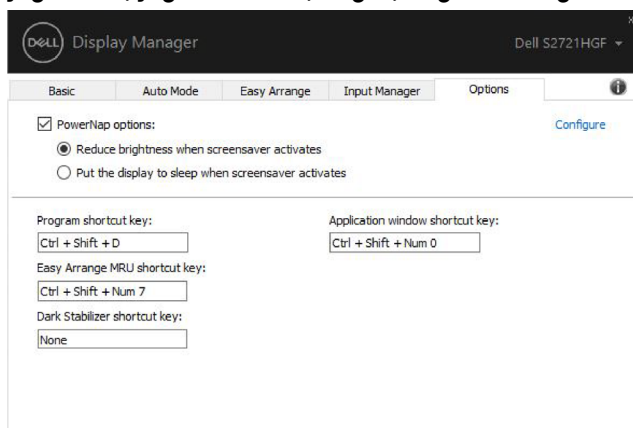 DELL Display Manager Dell S2721HGF
Basic Auto Mode Easy Arrange Input Manager Options
PowerNap options: Configure
Reduce brightness when screensaver activates
Put the display to sleep when screensaver activates
Program shortcut key: Application window shortcut key:
Ctrl + Shift + D Ctrl + Shift + Num 0
Easy Arrange MRU shortcut key:
Ctrl + Shift + Num 7
Dark Stabilizer shortcut key:
None